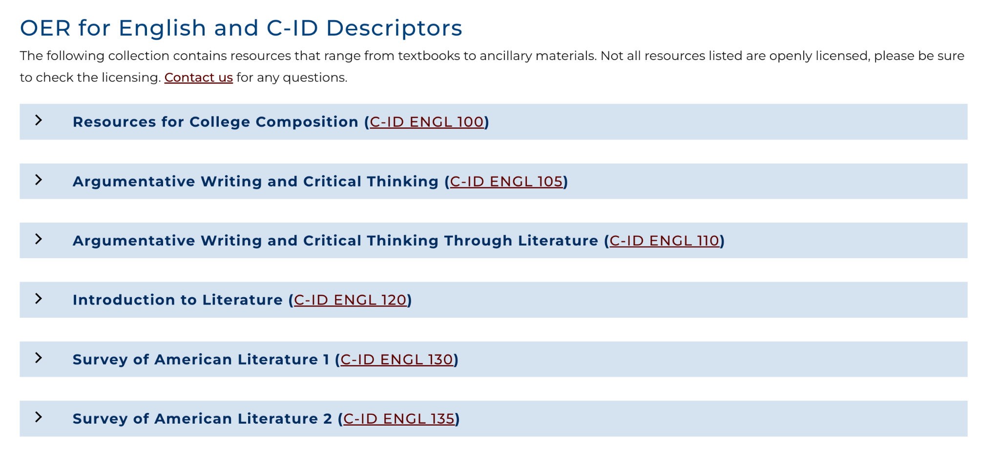 OER for English and C-ID Descriptors
The following collection contains resources that range from textbooks to ancillary materials. Not all resources listed are openly licensed, please be sure
to check the licensing. Contact us for any questions.
Resources for College Composition (C-ID ENGL 100)
Argumentative Writing and Critical Thinking (C-ID ENGL 105)
Argumentative Writing and Critical Thinking Through Literature (C-ID ENGL 110)
Introduction to Literature (C-ID ENGL 120)
Survey of American Literature 1 (C-ID ENGL 130)
Survey of American Literature 2 (C-ID ENGL 135)